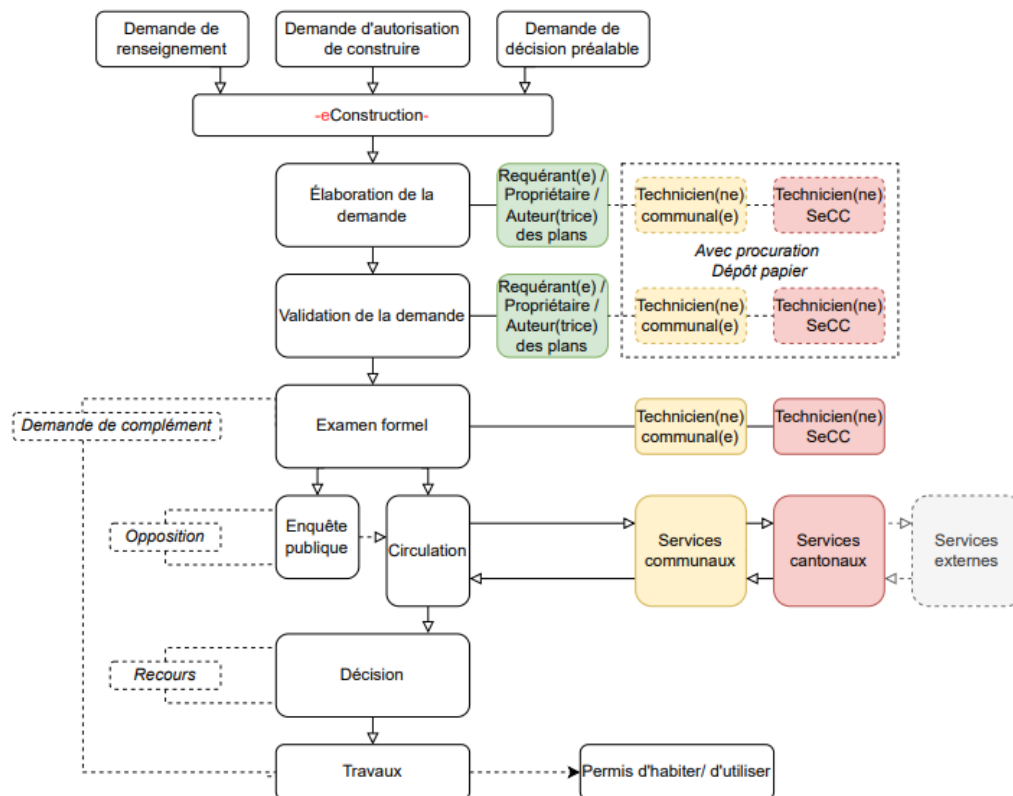 Demande de
renseignement
Demande d'autorisation
de construire
Demande de
décision préalable
-eConstruction-
Élaboration de la
demande
Requérant(e) /
Propriétaire /
Auteur(trice)
des plans
Technicien(ne)
communal(e)
Technicien(ne)
SeCC
Avec procuration
Dépôt papier
Validation de la demande
Requérant(e) /
Propriétaire /
Auteur(trice)
des plans
Technicien(ne)
communal(e)
Technicien(ne)
SeCC
Demande de complément
Examen formel
Technicien(ne)
communal(e)
Technicien(ne)
SeCC
Opposition
Enquête
publique
Circulation
Services
communaux
Services
cantonaux
Services
externes
Recours
Décision
Travaux
Permis d'habiter/ d'utiliser